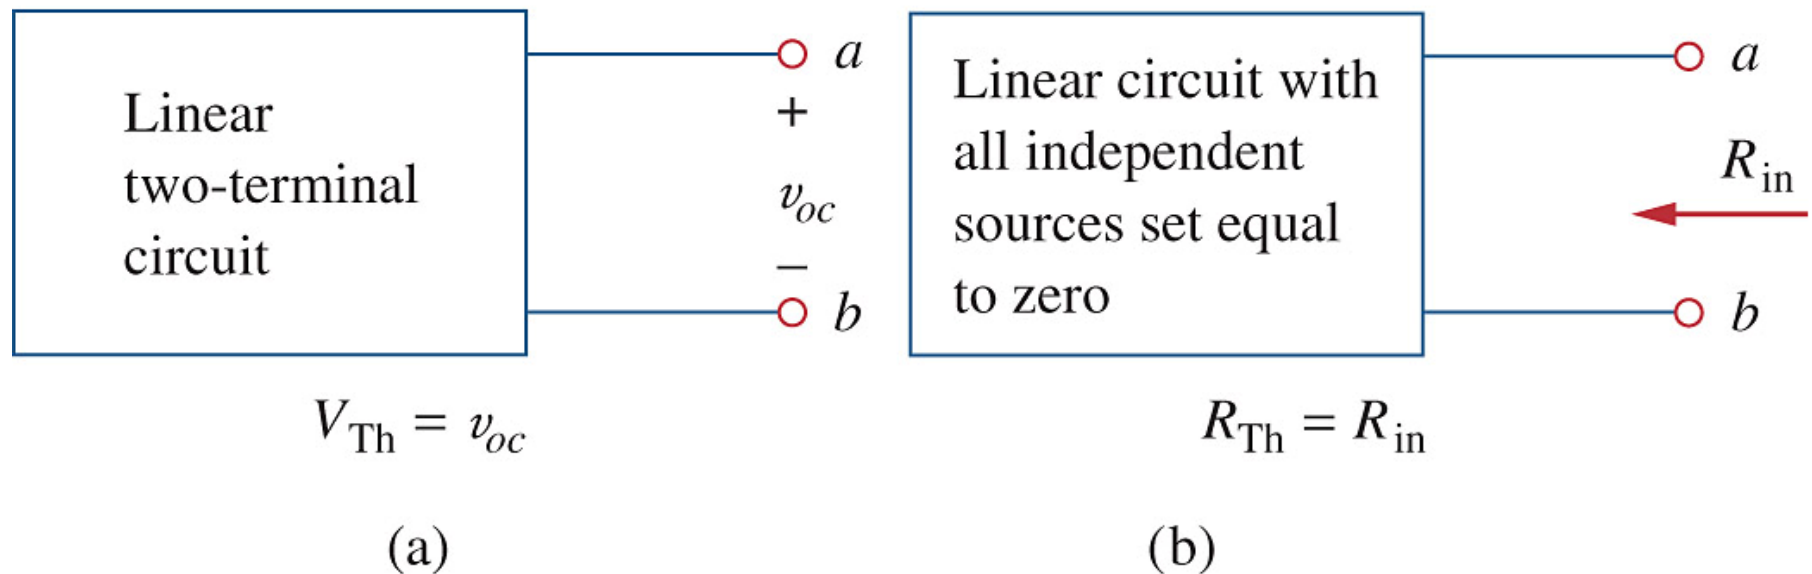 Linear
two-terminal
circuit
a
+
v_oc
–
b
V_Th = v_oc
(a)
Linear circuit with
all independent
sources set equal
to zero
a
R_in
b
R_Th = R_in
(b)